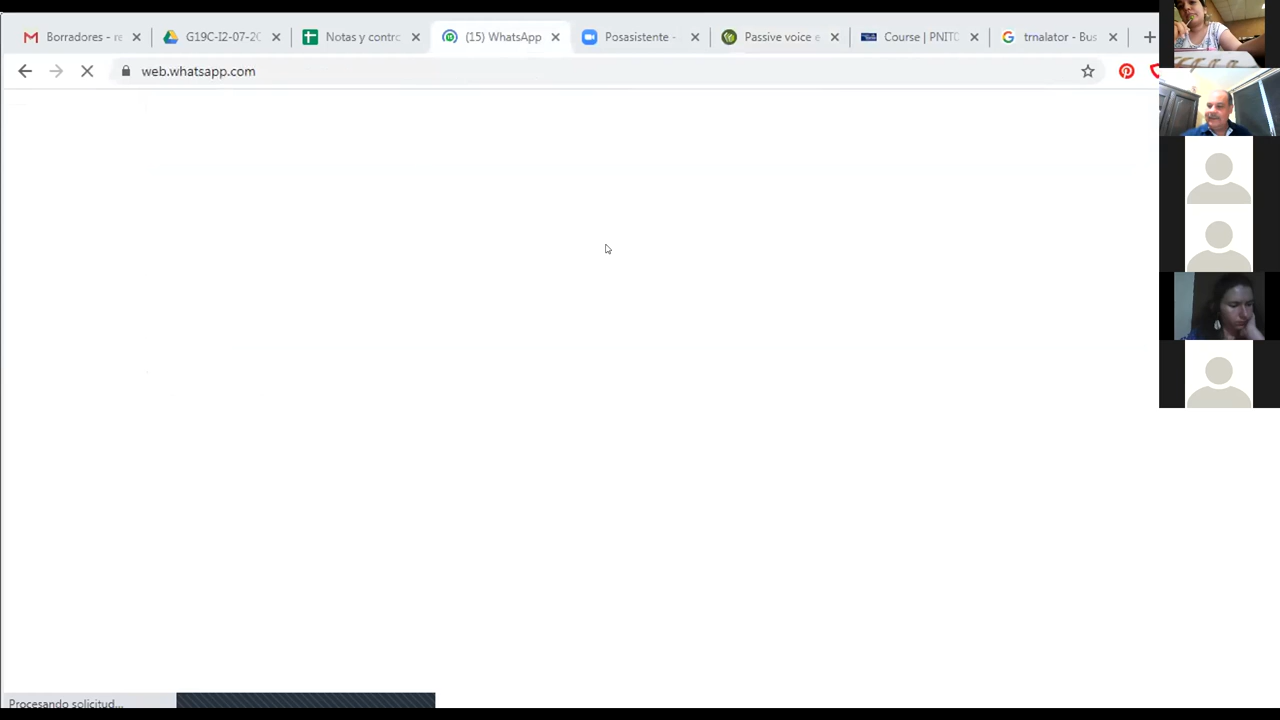 Borradores - re
G19C-I2-07-20
Notas y contro
(15) WhatsApp
Posasistente -
Passive voice e
Course | PNITC
trnalator - Bus
web.whatsapp.com
Procesando solicitud...